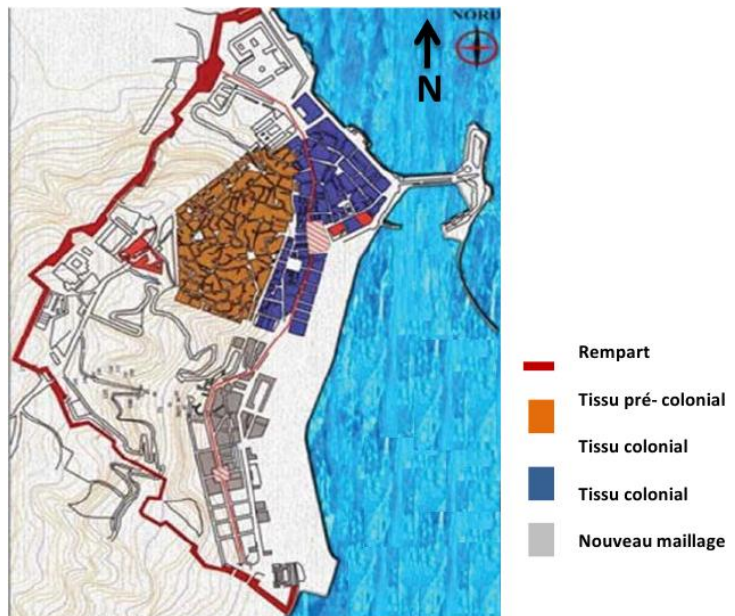 NORD
N
Rempart
Tissu pré- colonial
Tissu colonial
Tissu colonial
Nouveau maillage